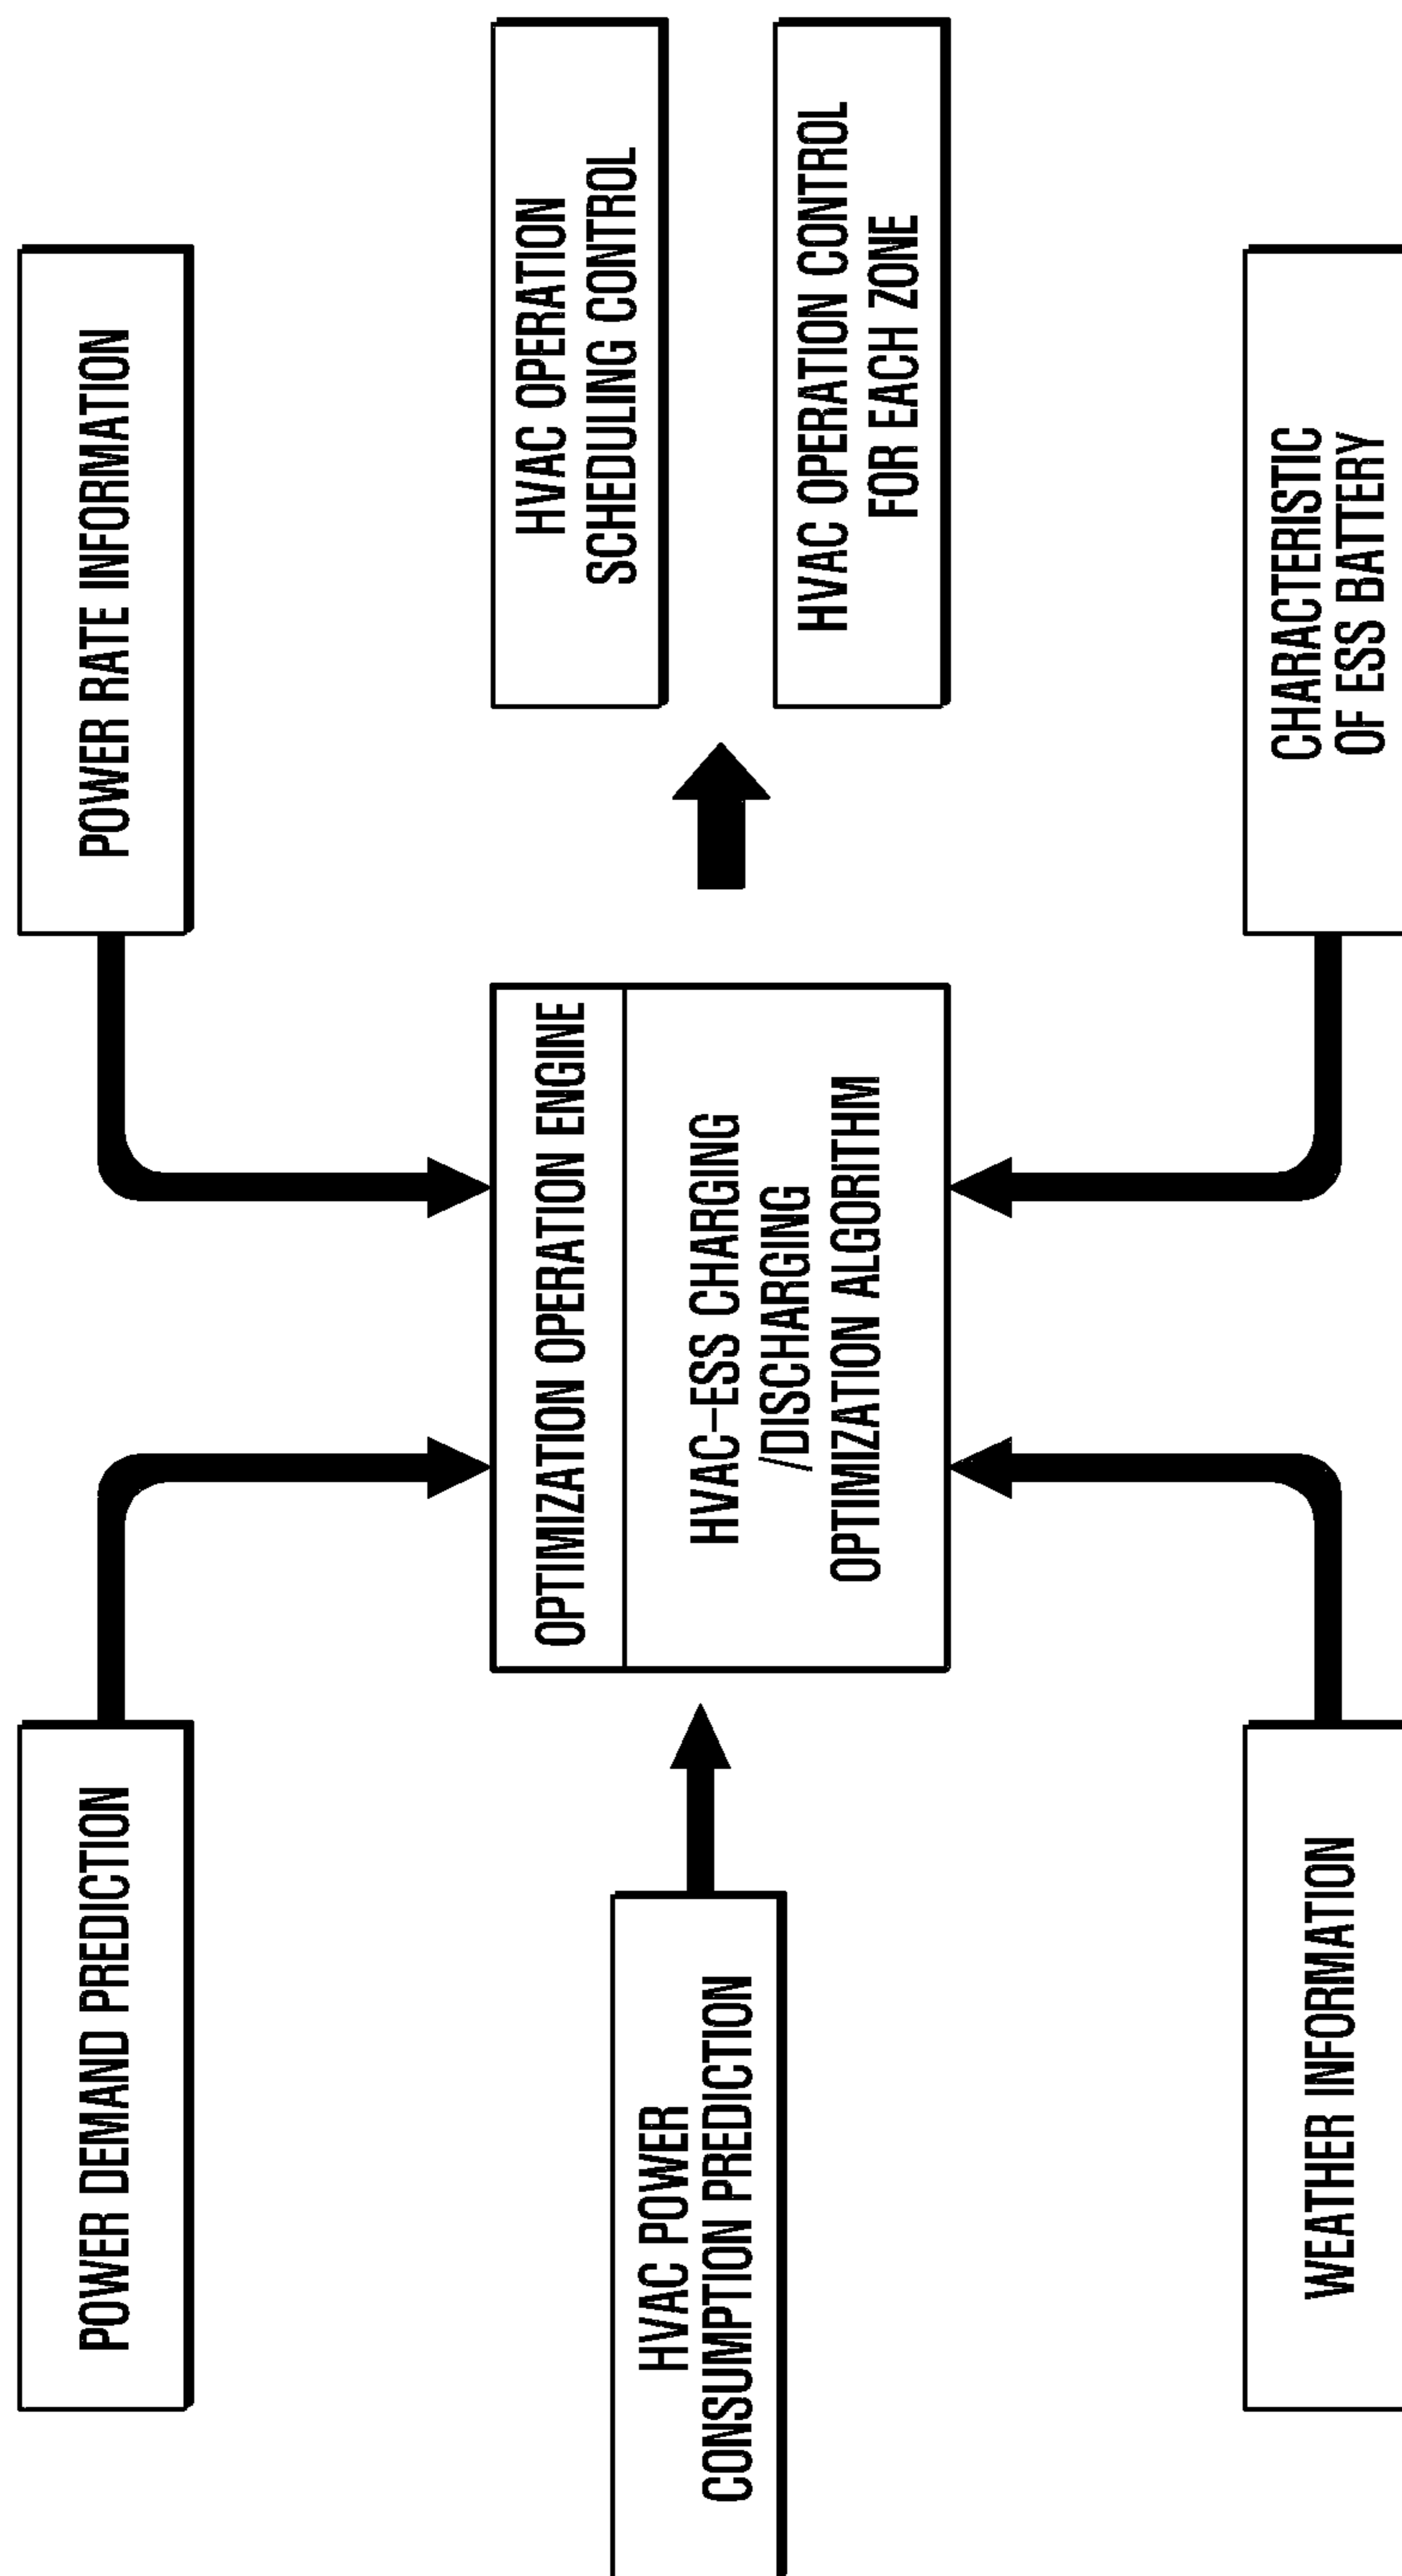 POWER DEMAND PREDICTION
POWER RATE INFORMATION
HVAC POWER
CONSUMPTION PREDICTION
OPTIMIZATION OPERATION ENGINE
HVAC-ESS CHARGING
/DISCHARGING
OPTIMIZATION ALGORITHM
HVAC OPERATION
SCHEDULING CONTROL
HVAC OPERATION CONTROL
FOR EACH ZONE
WEATHER INFORMATION
CHARACTERISTIC
OF ESS BATTERY